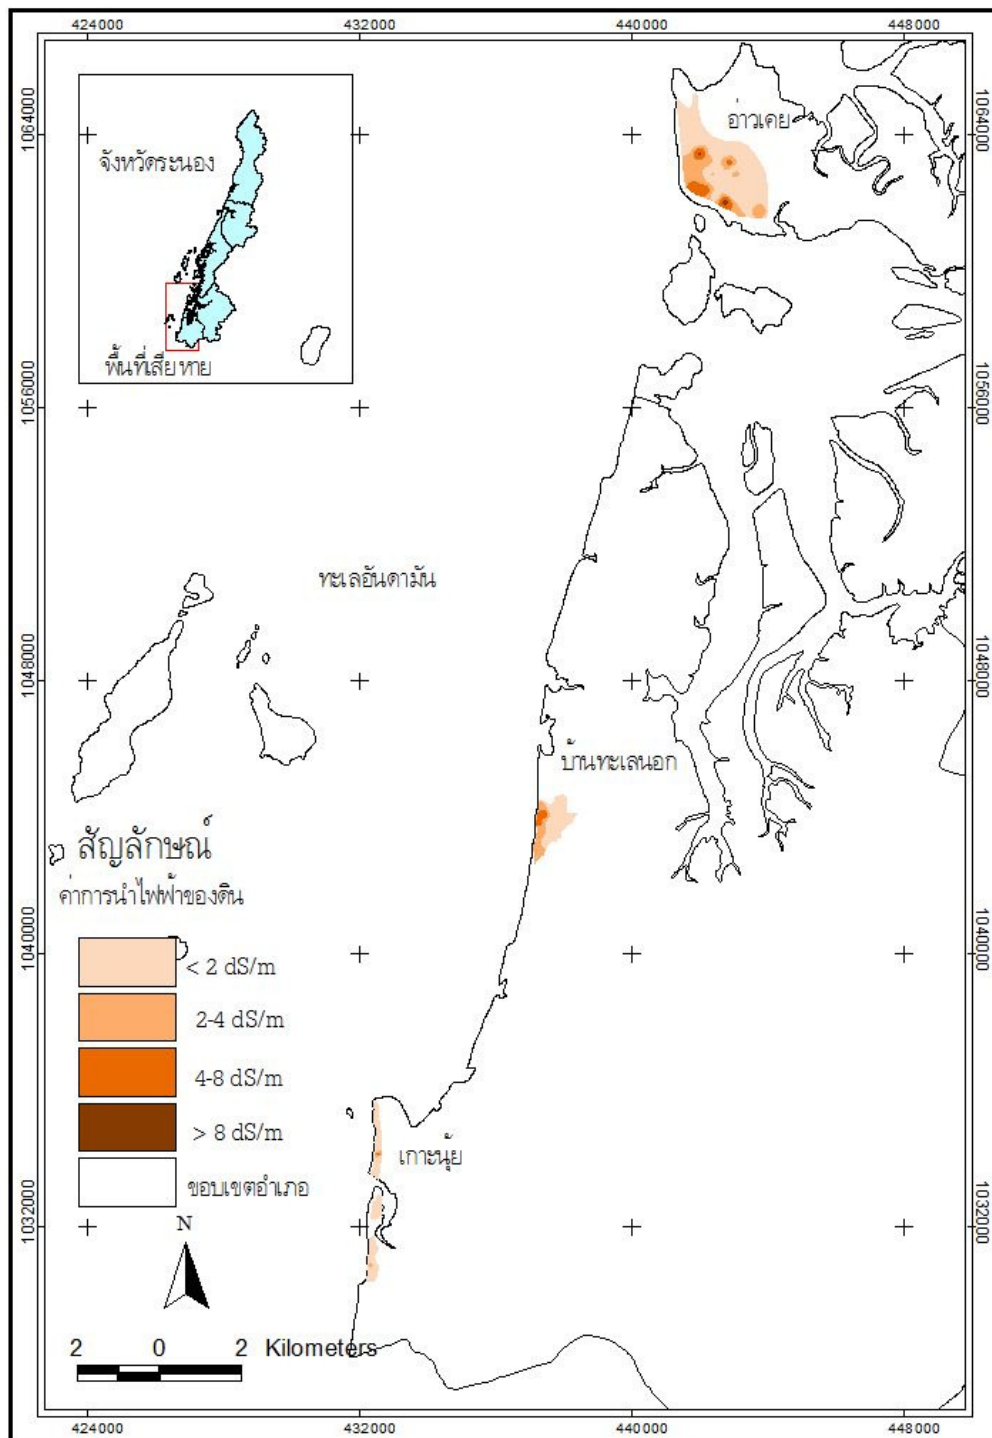 424000 432000 440000 448000
1064000 1064000
อ่าวเคย
จังหวัดระนอง
พื้นที่เสียหาย
1056000 1056000
ทะเลอันดามัน
1048000 1048000
บ้านทะเลนอก
สัญลักษณ์
ค่าการนำไฟฟ้าของดิน
1040000 1040000
< 2 dS/m
2-4 dS/m
4-8 dS/m
> 8 dS/m
เกาะนุ้ย
ขอบเขตอำเภอ
1032000 1032000
N
2 0 2 Kilometers
424000 432000 440000 448000